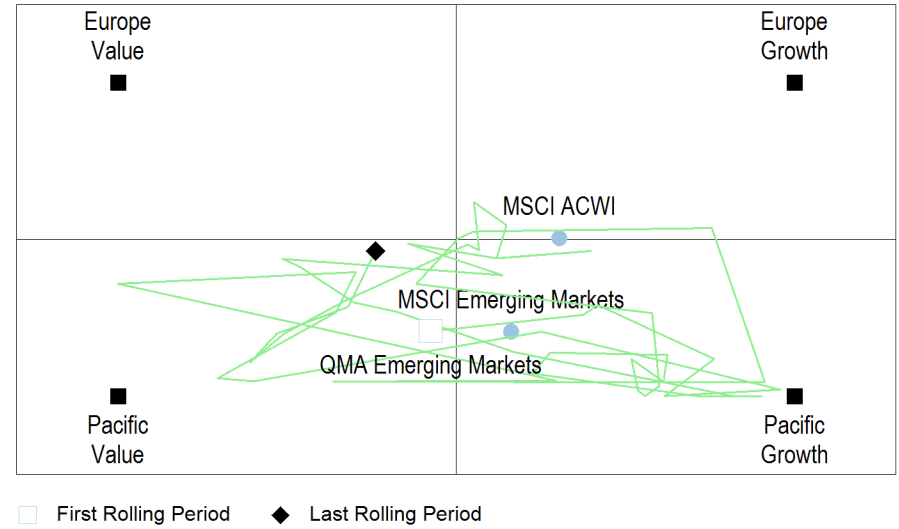 Europe
Value
Europe
Growth
MSCI ACWI
MSCI Emerging Markets
QMA Emerging Markets
Pacific
Value
Pacific
Growth
First Rolling Period
Last Rolling Period